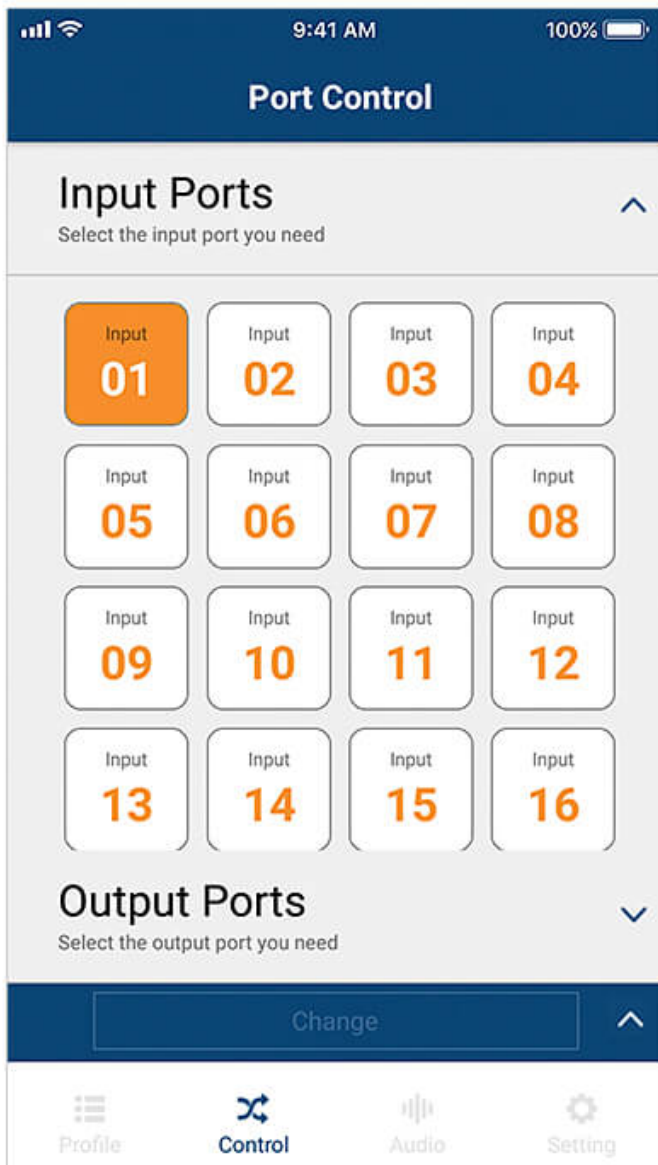 9:41 AM 100%
Port Control
Input Ports
Select the input port you need
Input Input Input Input
01 02 03 04
Input Input Input Input
05 06 07 08
Input Input Input Input
09 10 11 12
Input Input Input Input
13 14 15 16
Output Ports
Select the output port you need
Change
Profile Control Audio Setting